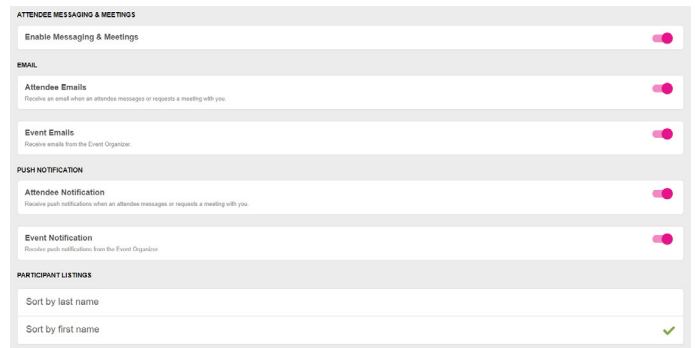 ATTENDEE MESSAGING & MEETINGS
Enable Messaging & Meetings
EMAIL
Attendee Emails
Receive an email when an attendee messages or requests a meeting with you.
Event Emails
Receive emails from the Event Organizer.
PUSH NOTIFICATION
Attendee Notification
Receive push notifications when an attendee messages or requests a meeting with you.
Event Notification
Receive push notifications from the Event Organizer
PARTICIPANT LISTINGS
Sort by last name
Sort by first name